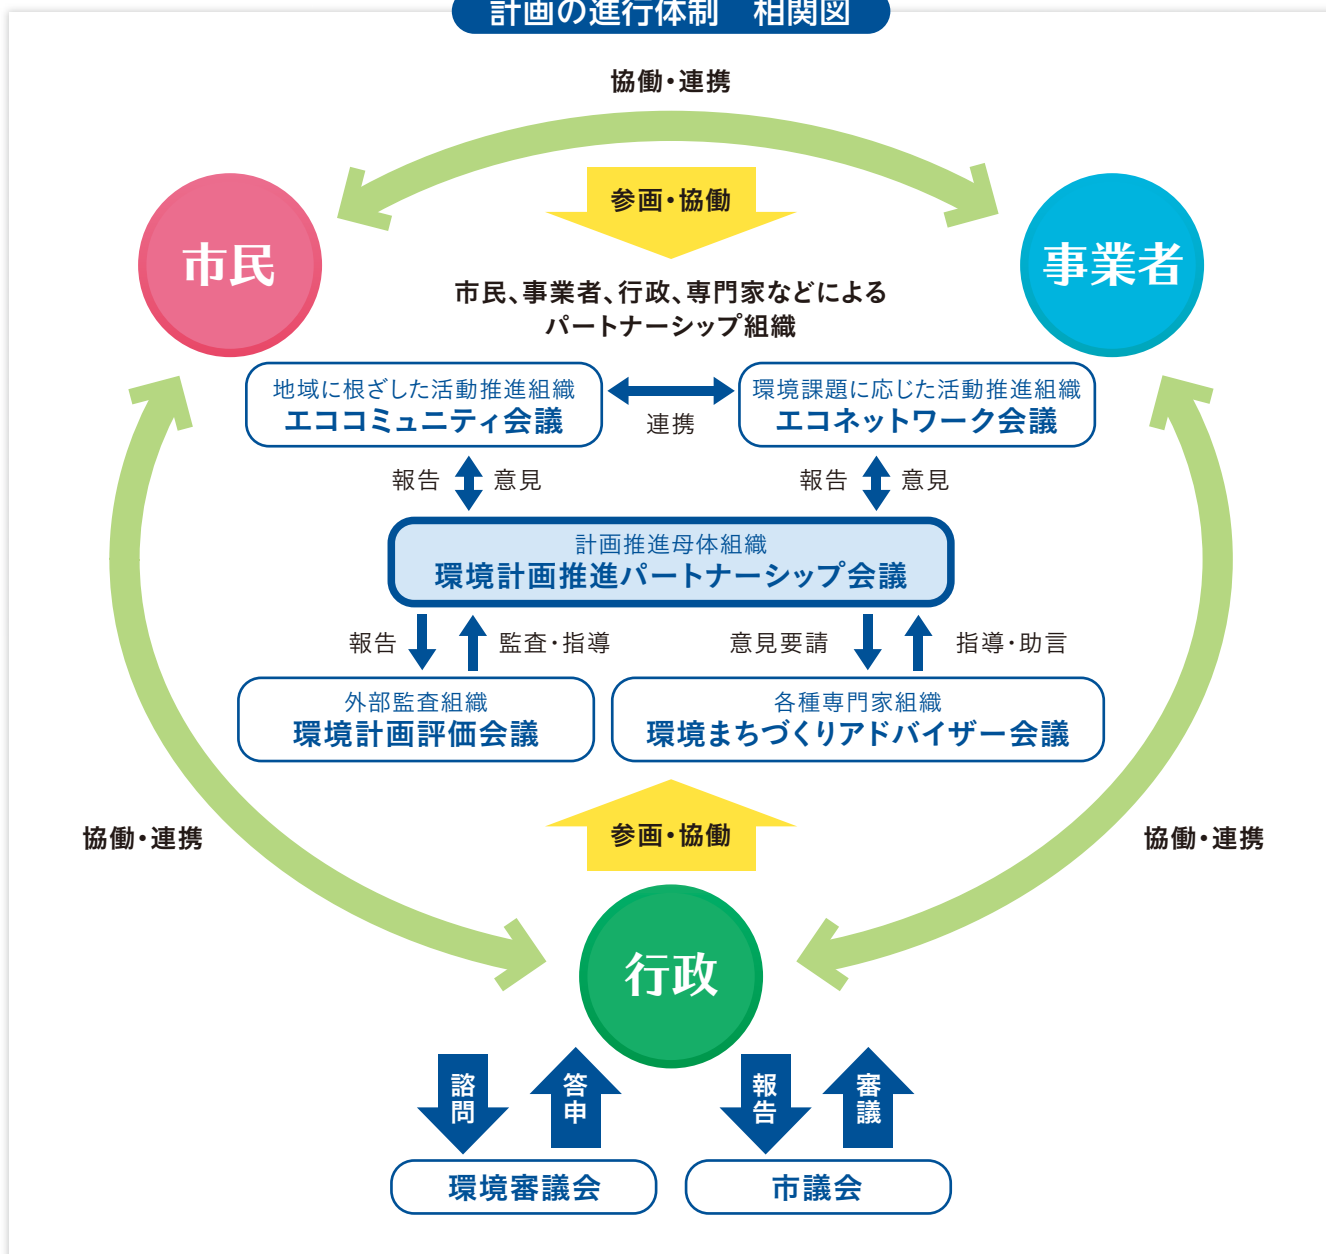 計画の進行体制　相関図
協働・連携
参画・協働
市民
事業者
市民、事業者、行政、専門家などによる
パートナーシップ組織
地域に根ざした活動推進組織
エココミュニティ会議
連携
環境課題に応じた活動推進組織
エコネットワーク会議
報告 意見
報告 意見
計画推進母体組織
環境計画推進パートナーシップ会議
報告 監査・指導
意見要請 指導・助言
外部監査組織
環境計画評価会議
各種専門家組織
環境まちづくりアドバイザー会議
協働・連携
参画・協働
協働・連携
行政
諮問
答申
報告
審議
環境審議会
市議会